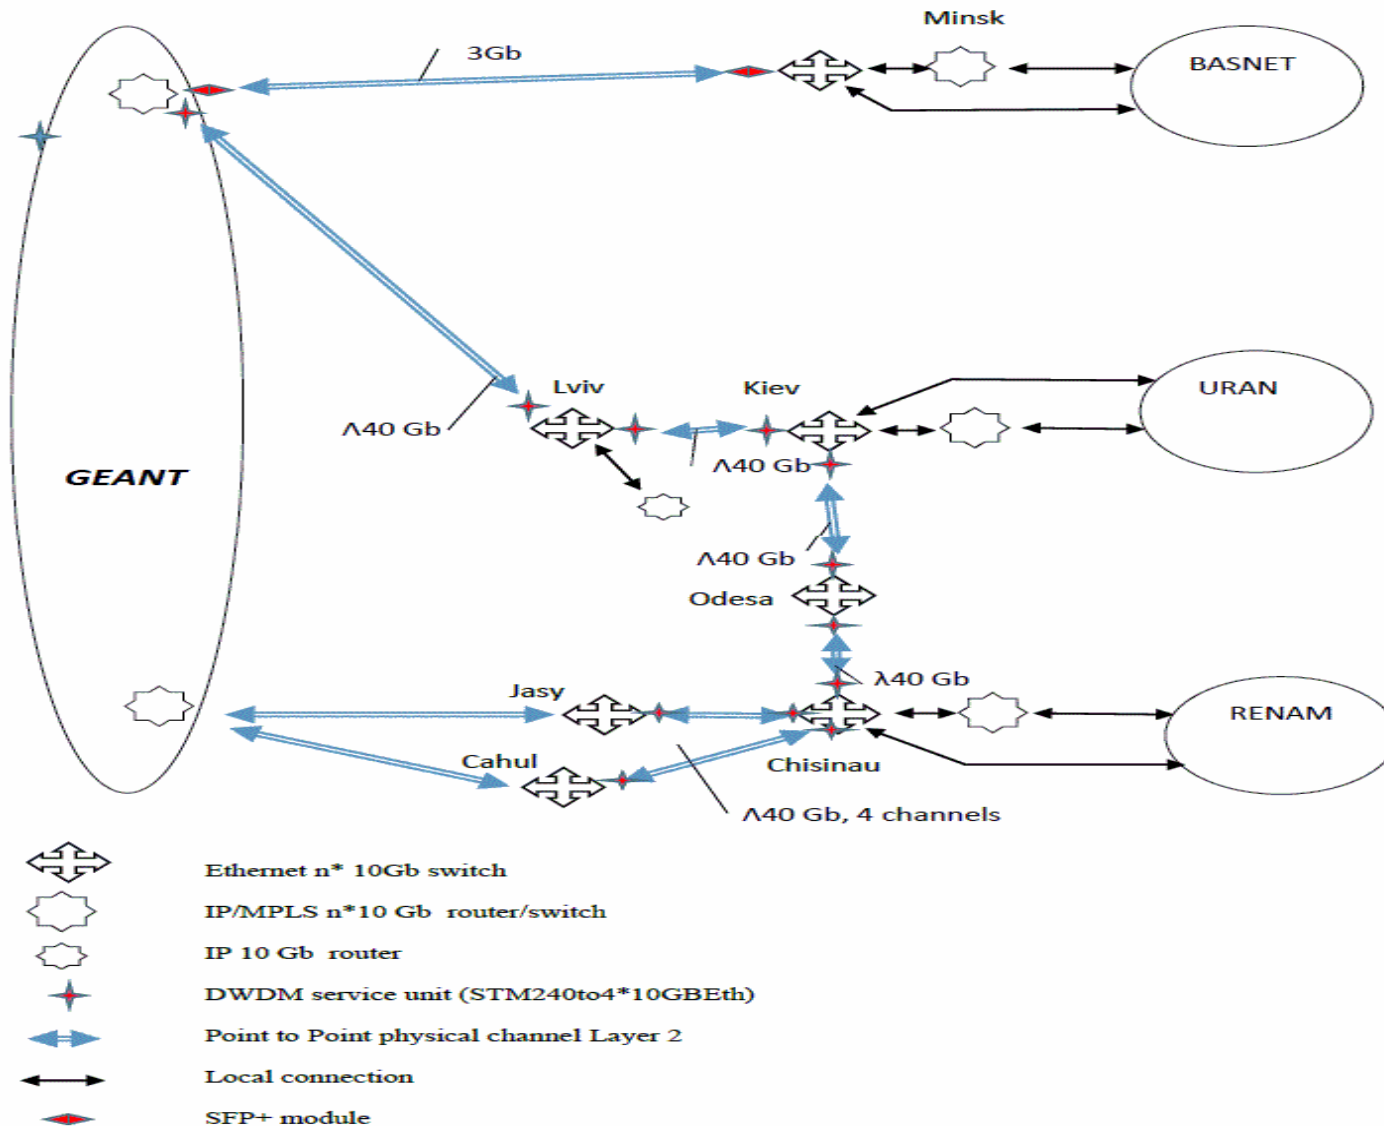 Minsk
3Gb
BASNET
Lviv
Kiev
URAN
Λ40 Gb
Λ40 Gb
GEANT
Λ40 Gb
Odesa
λ40 Gb
Jasy
RENAM
Cahul
Chisinau
Λ40 Gb, 4 channels
Ethernet n* 10Gb switch
IP/MPLS n*10 Gb router/switch
IP 10 Gb router
DWDM service unit (STM240to4*10GBEth)
Point to Point physical channel Layer 2
Local connection
SFP+ module